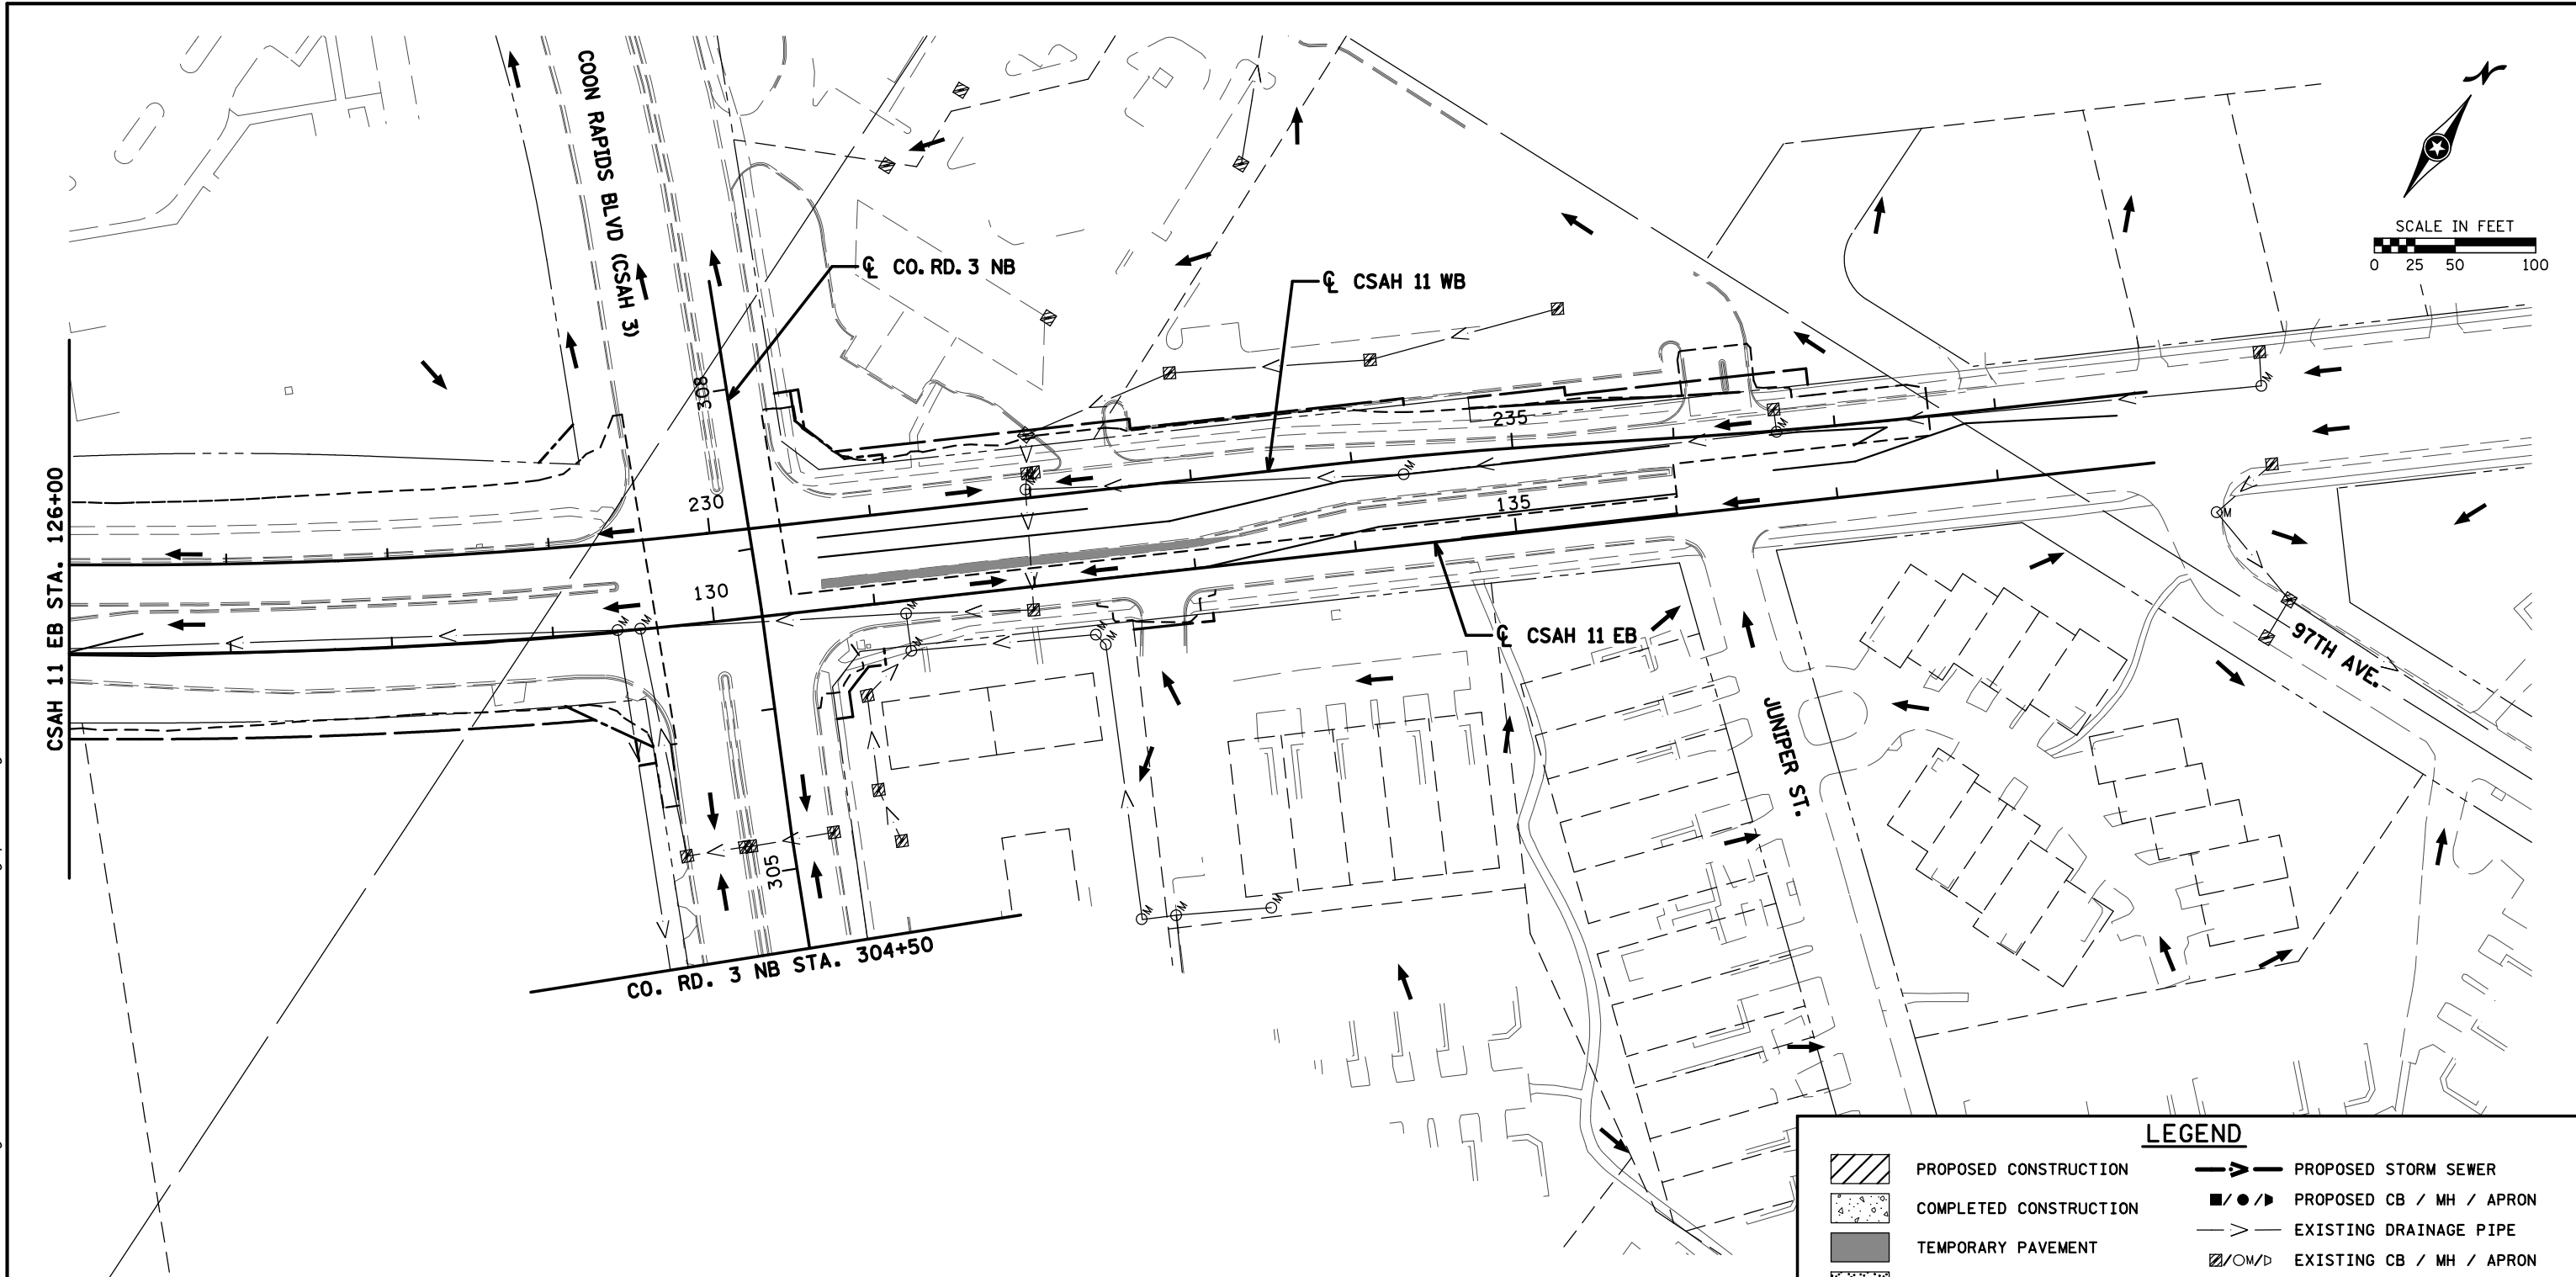 COON RAPIDS BLVD (CSAH 3)
N
SCALE IN FEET
0 25 50 100
℄ CO. RD. 3 NB
℄ CSAH 11 WB
308
235
230
135
130
CSAH 11 EB STA. 126+00
℄ CSAH 11 EB
97TH AVE.
JUNIPER ST.
305
CO. RD. 3 NB STA. 304+50
M
M
M
M
M
M
M
M
M
M
M
M
M
M
LEGEND
PROPOSED CONSTRUCTION
COMPLETED CONSTRUCTION
TEMPORARY PAVEMENT
PROPOSED STORM SEWER
PROPOSED CB / MH / APRON
EXISTING DRAINAGE PIPE
M EXISTING CB / MH / APRON